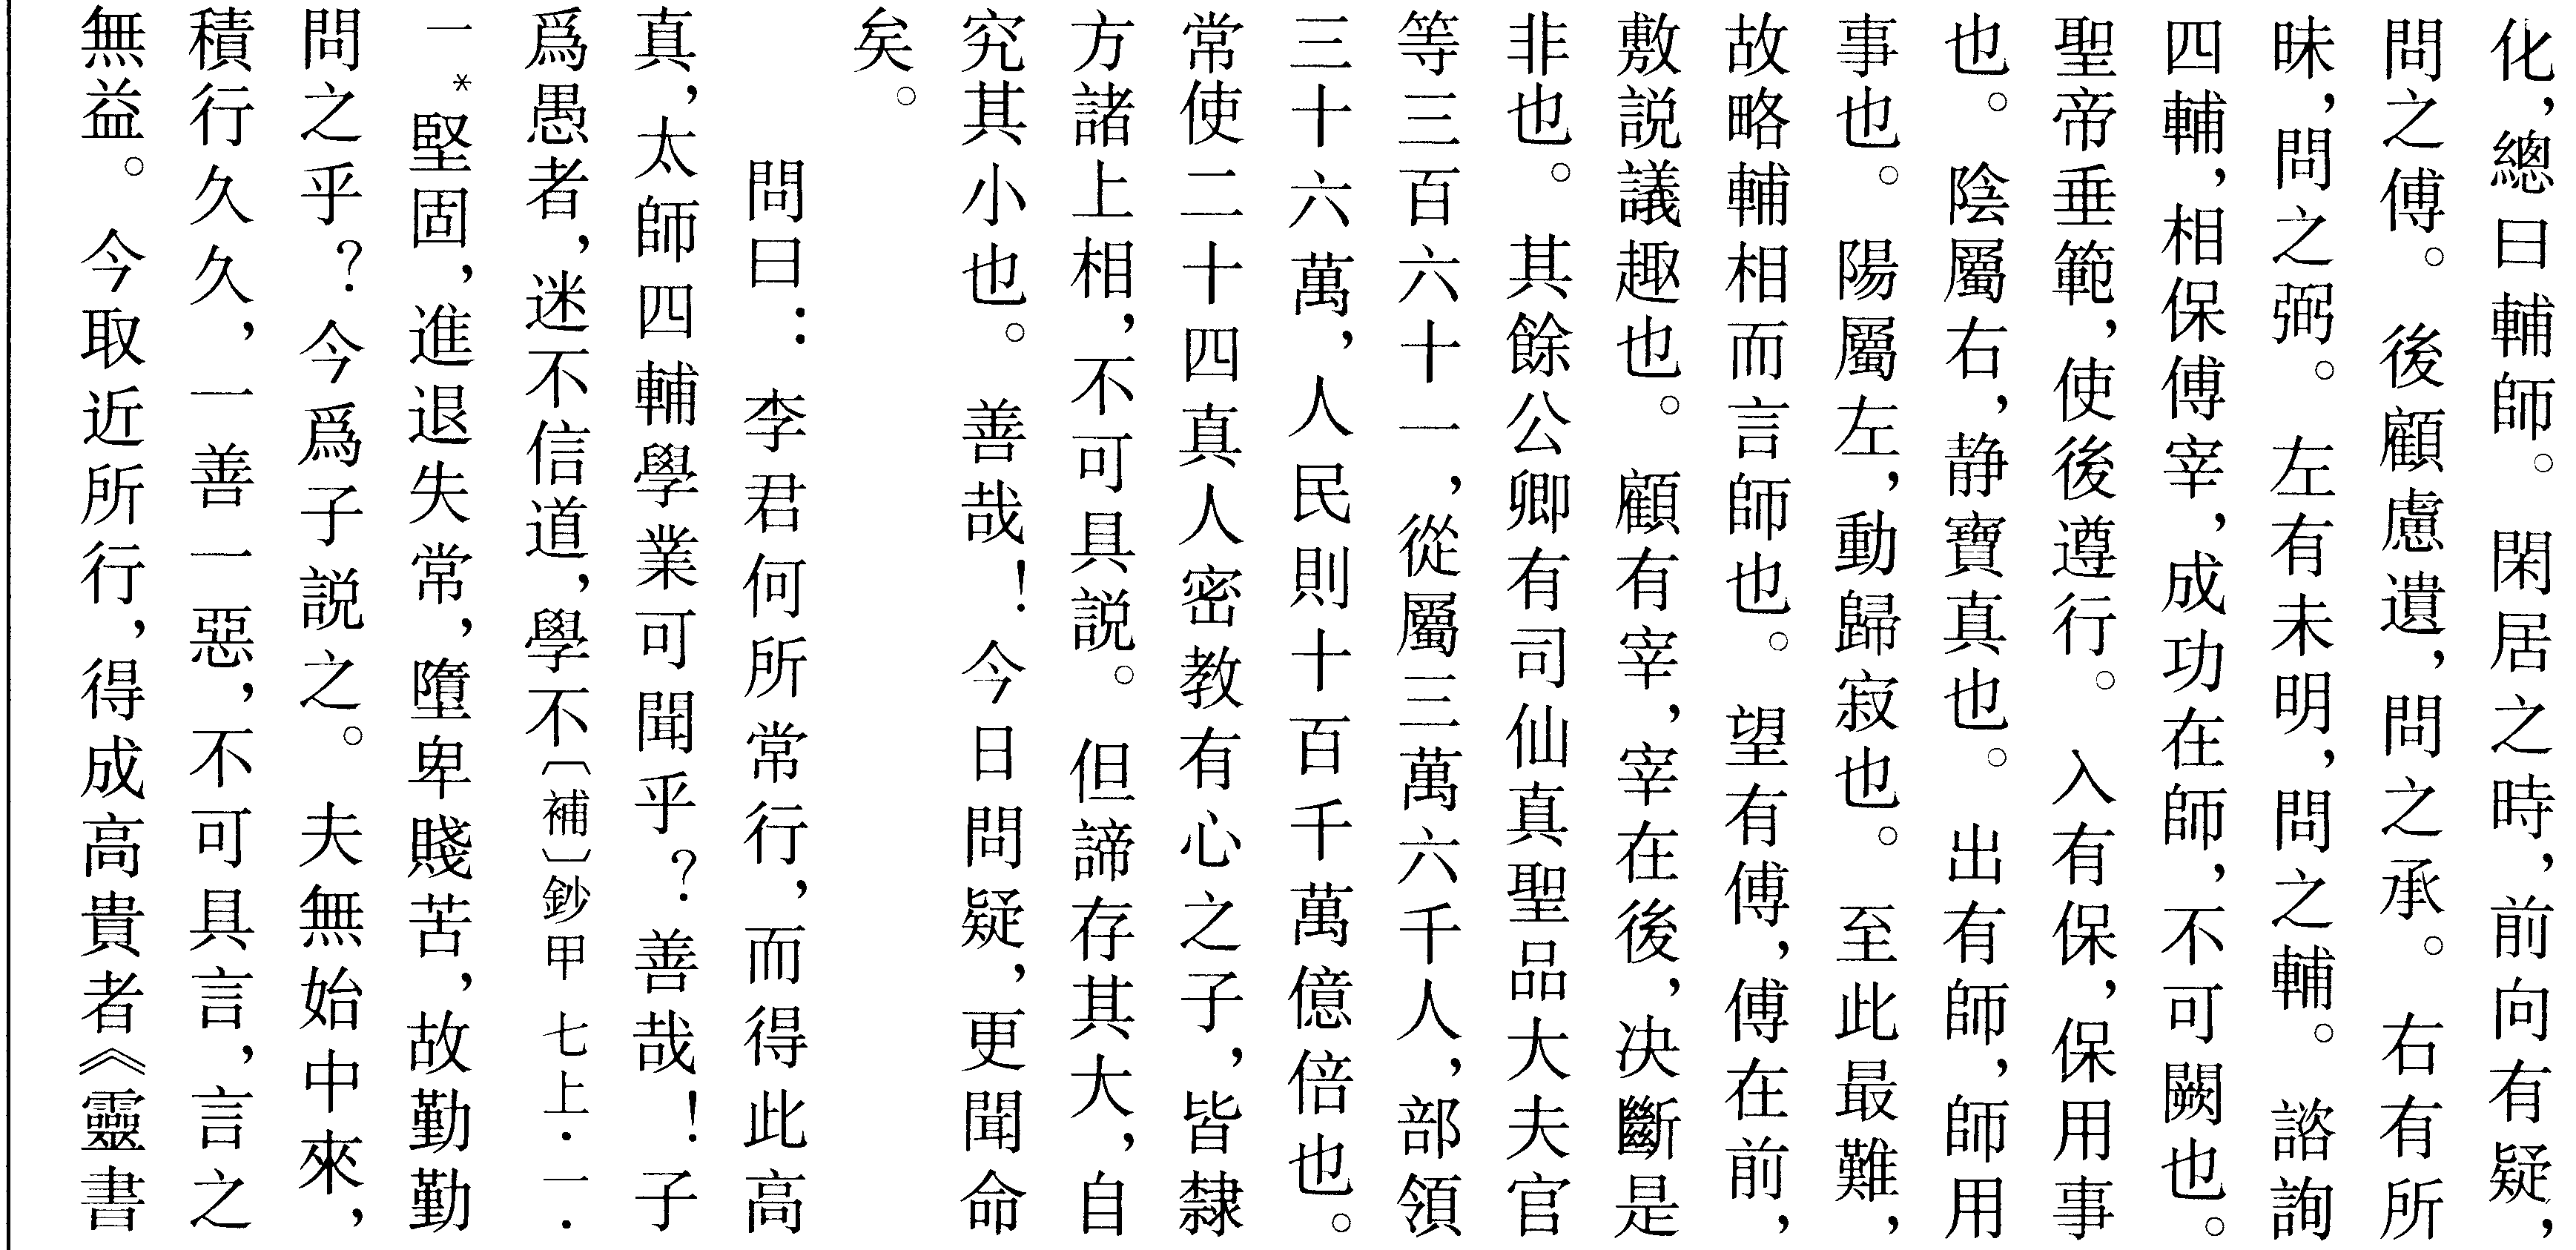 化，總曰輔師。閑居之時，前向有疑，
問之傅。後顧慮遺，問之承。右有所
昧，問之弼。左有未明，問之輔。諮詢
四輔，相保傅宰，成功在師，不可闕也。
聖帝垂範，使後遵行。入有保，保用事
也。陰屬右，静寶真也。出有師，師用
事也。陽屬左，動歸寂也。至此最難，
故略輔相而言師也。望有傅，傅在前，
敷説議趣也。顧有宰，宰在後，决斷是
非也。其餘公卿有司仙真聖品大夫官
等三百六十一，從屬三萬六千人，部領
三十六萬，人民則十百千萬億倍也。
常使二十四真人密教有心之子，皆隸
方諸上相，不可具説。但諦存其大，自
究其小也。善哉！今日問疑，更聞命
矣。
問曰：李君何所常行，而得此高
真，太師四輔學業可聞乎？善哉！子
爲愚者，迷不信道，學不〔補〕鈔甲 七上·一一·
一*堅固，進退失常，墮卑賤苦，故勤勤
問之乎？今爲子説之。夫無始中來，
積行久久，一善一惡，不可具言，言之
無益。今取近所行，得成高貴者《靈書